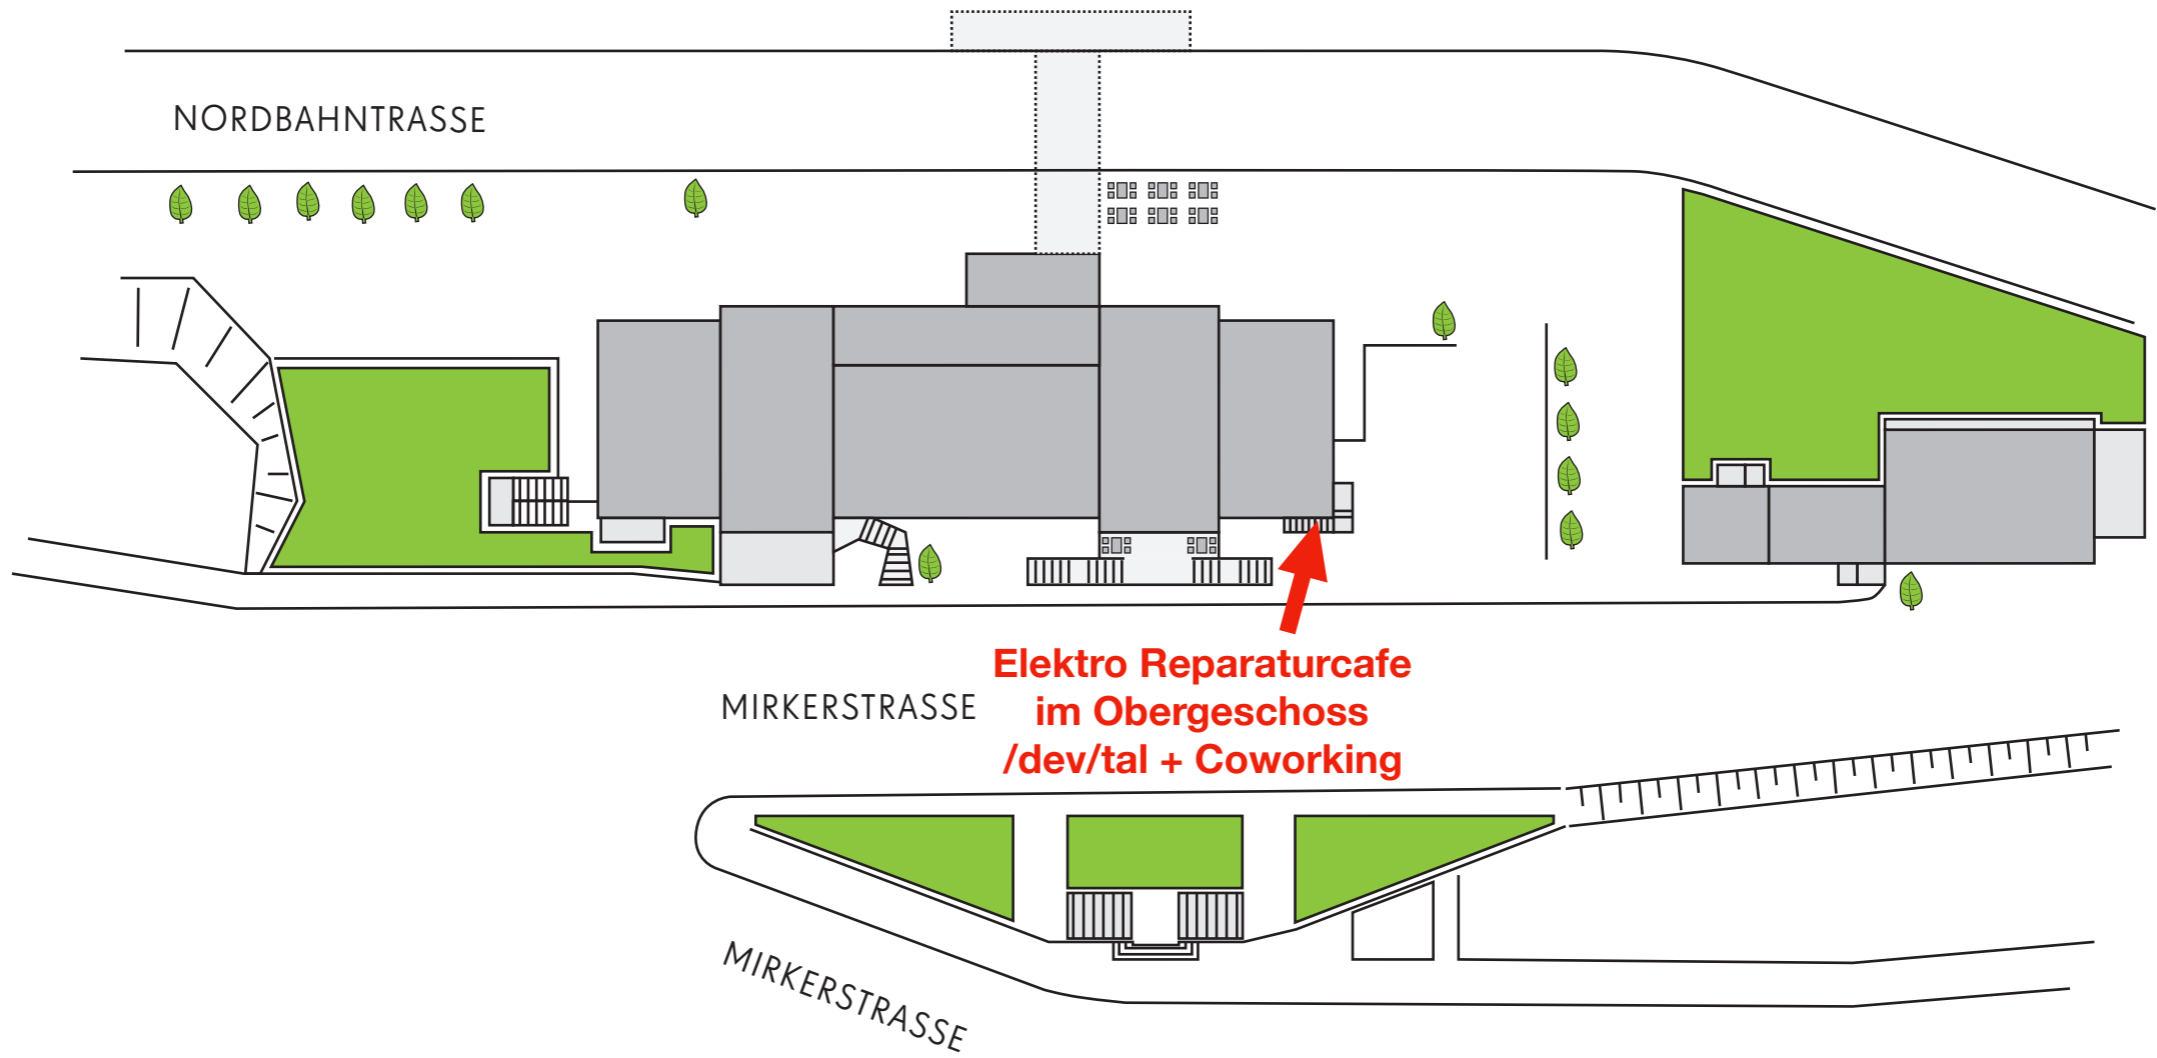 NORDBAHNTRASSE
Elektro Reparaturcafe
im Obergeschoss
/dev/tal + Coworking
MIRKERSTRASSE
MIRKERSTRASSE